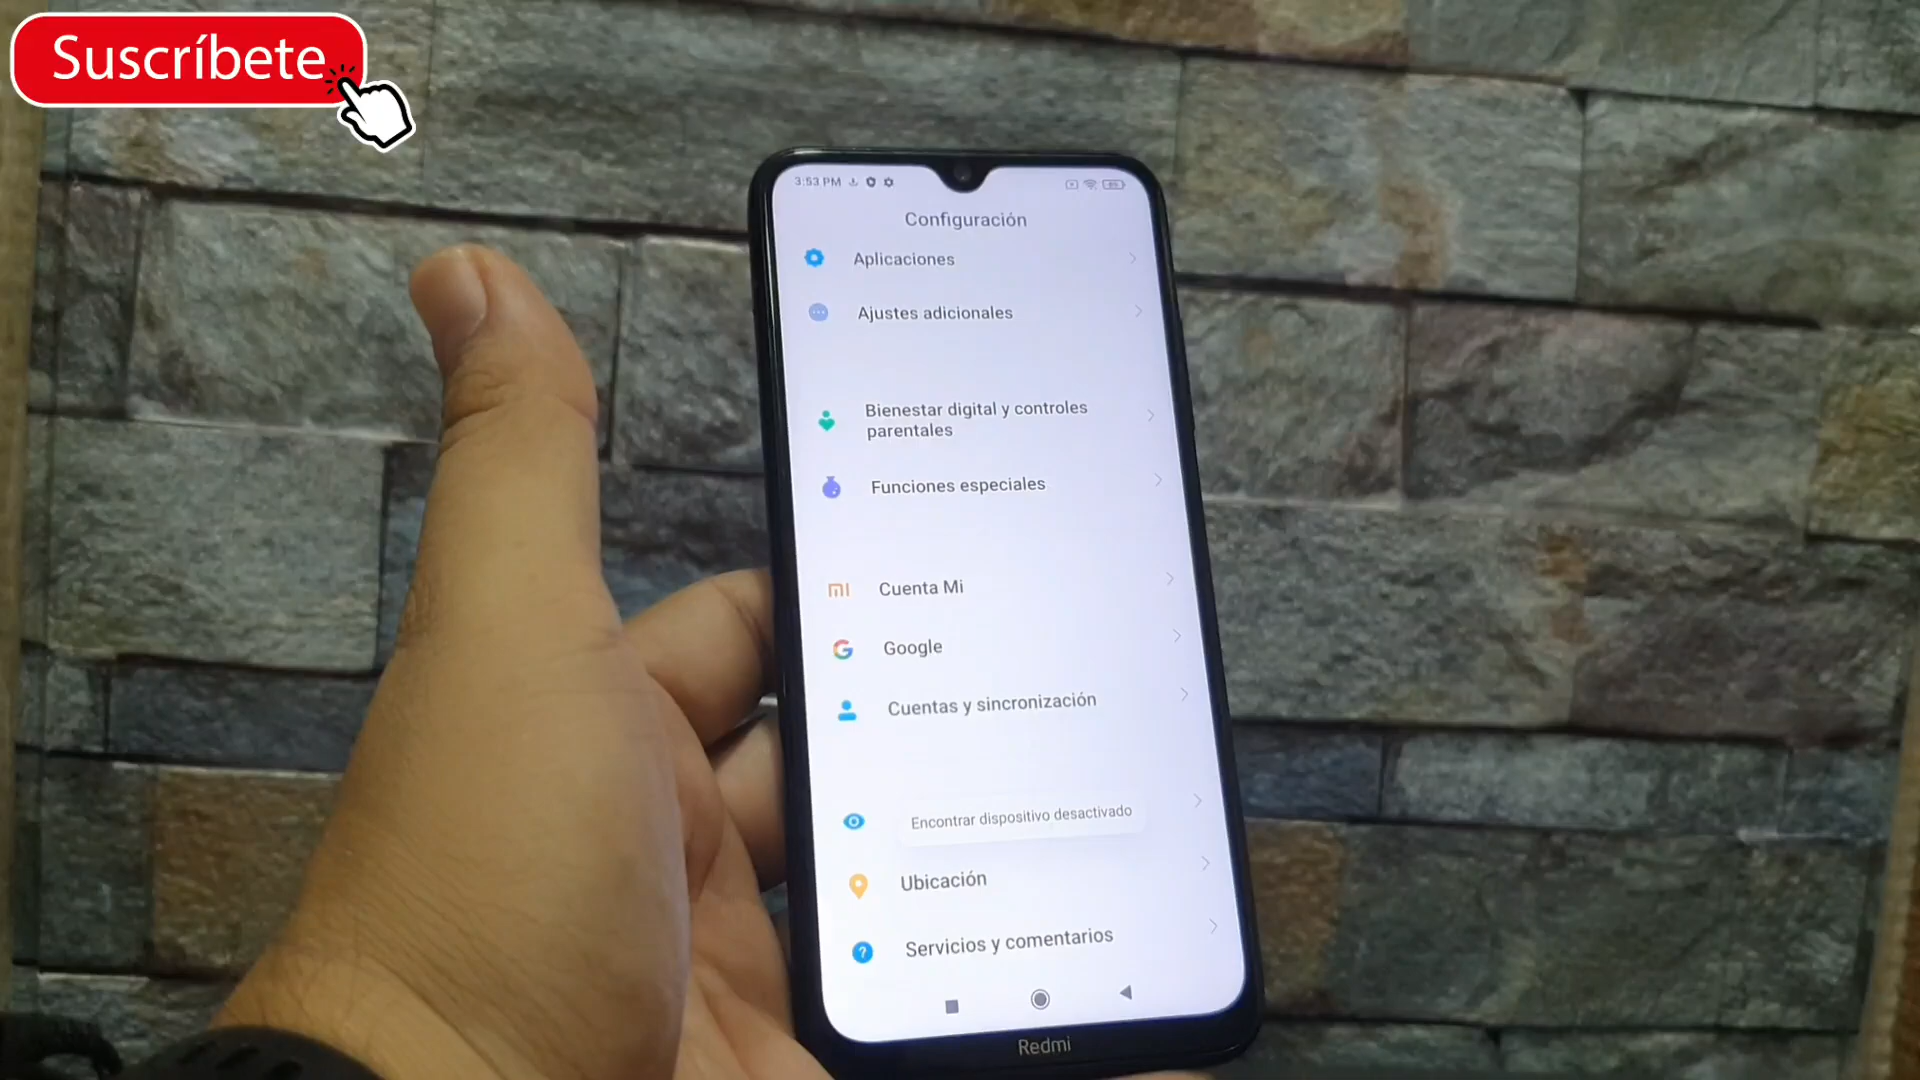 Suscríbete
3:53 PM
Configuración
Aplicaciones
Ajustes adicionales
Bienestar digital y controles
parentales
Funciones especiales
Cuenta Mi
Google
Cuentas y sincronización
Encontrar dispositivo desactivado
Ubicación
Servicios y comentarios
Redmi